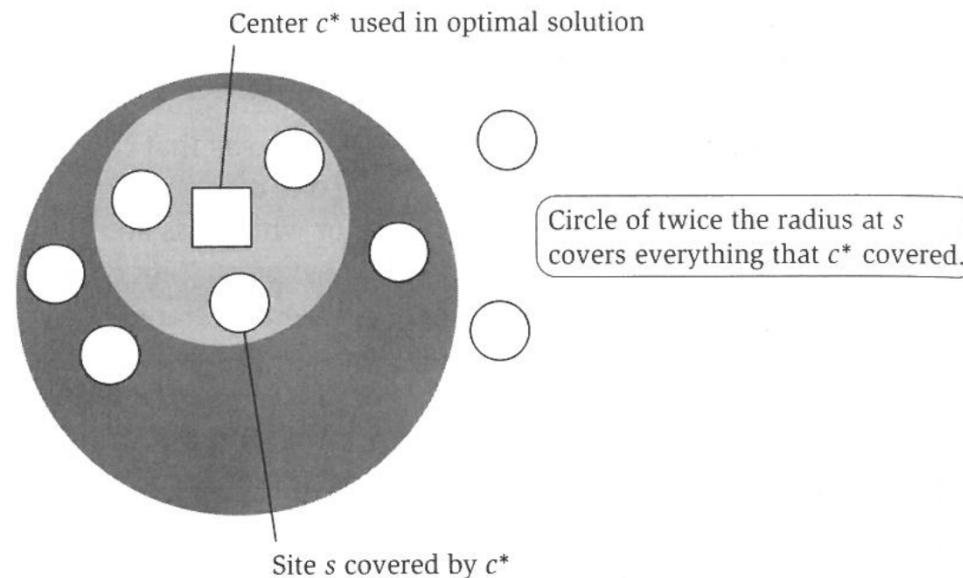 Center c* used in optimal solution
Circle of twice the radius at s
covers everything that c* covered.
Site s covered by c*